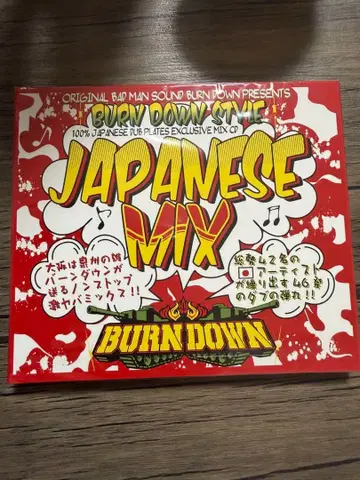 ORIGINAL BAD MAN SOUND BURN DOWN PRESENTS
BURN DOWN STYLE
100% JAPANESE DUB PLATES EXCLUSIVE MIX CD
JAPANESE
MIX
大阪は泉州の雄
バーンダウンが
送るノンストップ
激ヤバミックス!!
総勢42名の
🇯🇵アーティスト
が繰り出す46発
のダブの弾丸!!
BURN DOWN